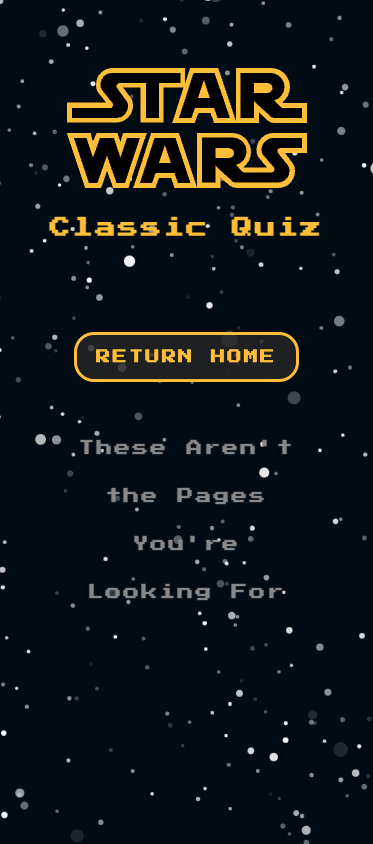 STAR
WARS
Classic Quiz
RETURN HOME
These Aren't
the Pages
You're
Looking For